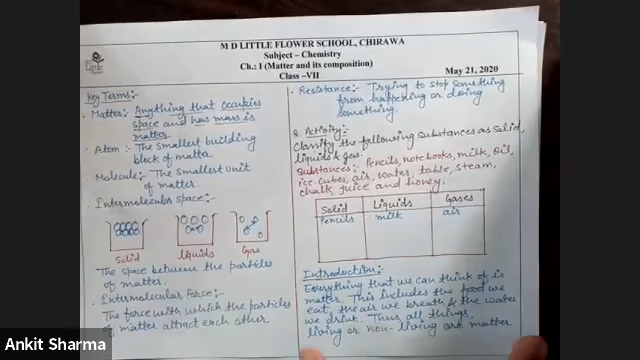 M D LITTLE FLOWER SCHOOL, CHIRAWA
Subject – Chemistry
Ch.: I (Matter and its composition)
Class –VII
May 21, 2020
Little
Key Terms:-
• Matter:- Anything that occupies
space and has mass is
matter
• Atom:- The smallest building
block of matter
• Molecule:- The smallest unit
of matter.
• Intermolecular space:-
Solid liquids Gas
The space between the particles
of matter.
• Intermolecular Force:-
The force with which the particles
of matter attract each other
• Resistance:- Trying to stop something
from happening or doing
something.
Q. Activity:-
Classify the following Substances as Solid,
liquids & gas.
Substances:- Pencils, note books, milk, oil,
ice-cubes, air, water, table, steam,
chalk, juice and honey.
Solid Liquids Gases
Pencils milk air
Introduction:-
Everything that we can think of is
matter. This includes the food we
eat, the air we breath & the water
we drink. Thus all things,
living or non-living are matter
Ankit Sharma